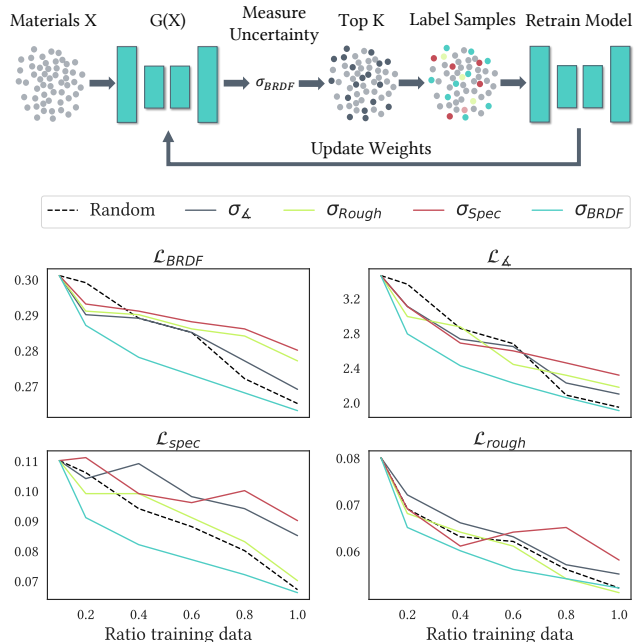 Materials X
G(X)
Measure
Uncertainty
Top K
Label Samples
Retrain Model
σBRDF
Update Weights
Random
σ∡
σRough
σSpec
σBRDF
ℒBRDF
ℒ∡
0.30
0.29
0.28
0.27
3.2
2.8
2.4
2.0
ℒspec
ℒrough
0.11
0.10
0.09
0.08
0.07
0.08
0.07
0.06
0.2 0.4 0.6 0.8 1.0
0.2 0.4 0.6 0.8 1.0
Ratio training data
Ratio training data